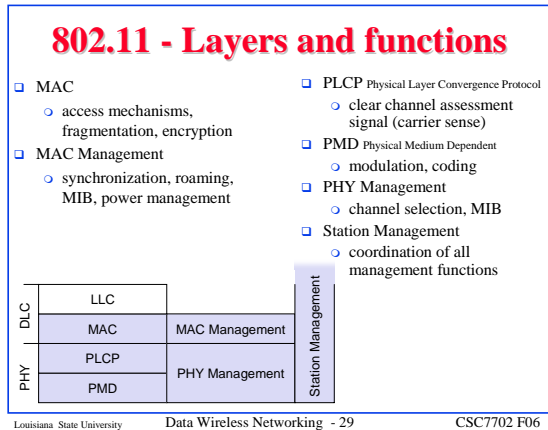 802.11 - Layers and functions
MAC
access mechanisms,
fragmentation, encryption
MAC Management
synchronization, roaming,
MIB, power management
PLCP Physical Layer Convergence Protocol
clear channel assessment
signal (carrier sense)
PMD Physical Medium Dependent
modulation, coding
PHY Management
channel selection, MIB
Station Management
coordination of all
management functions
DLC
LLC
MAC
MAC Management
PHY
PLCP
PHY Management
PMD
Station Management
Louisiana State University
Data Wireless Networking - 29
CSC7702 F06